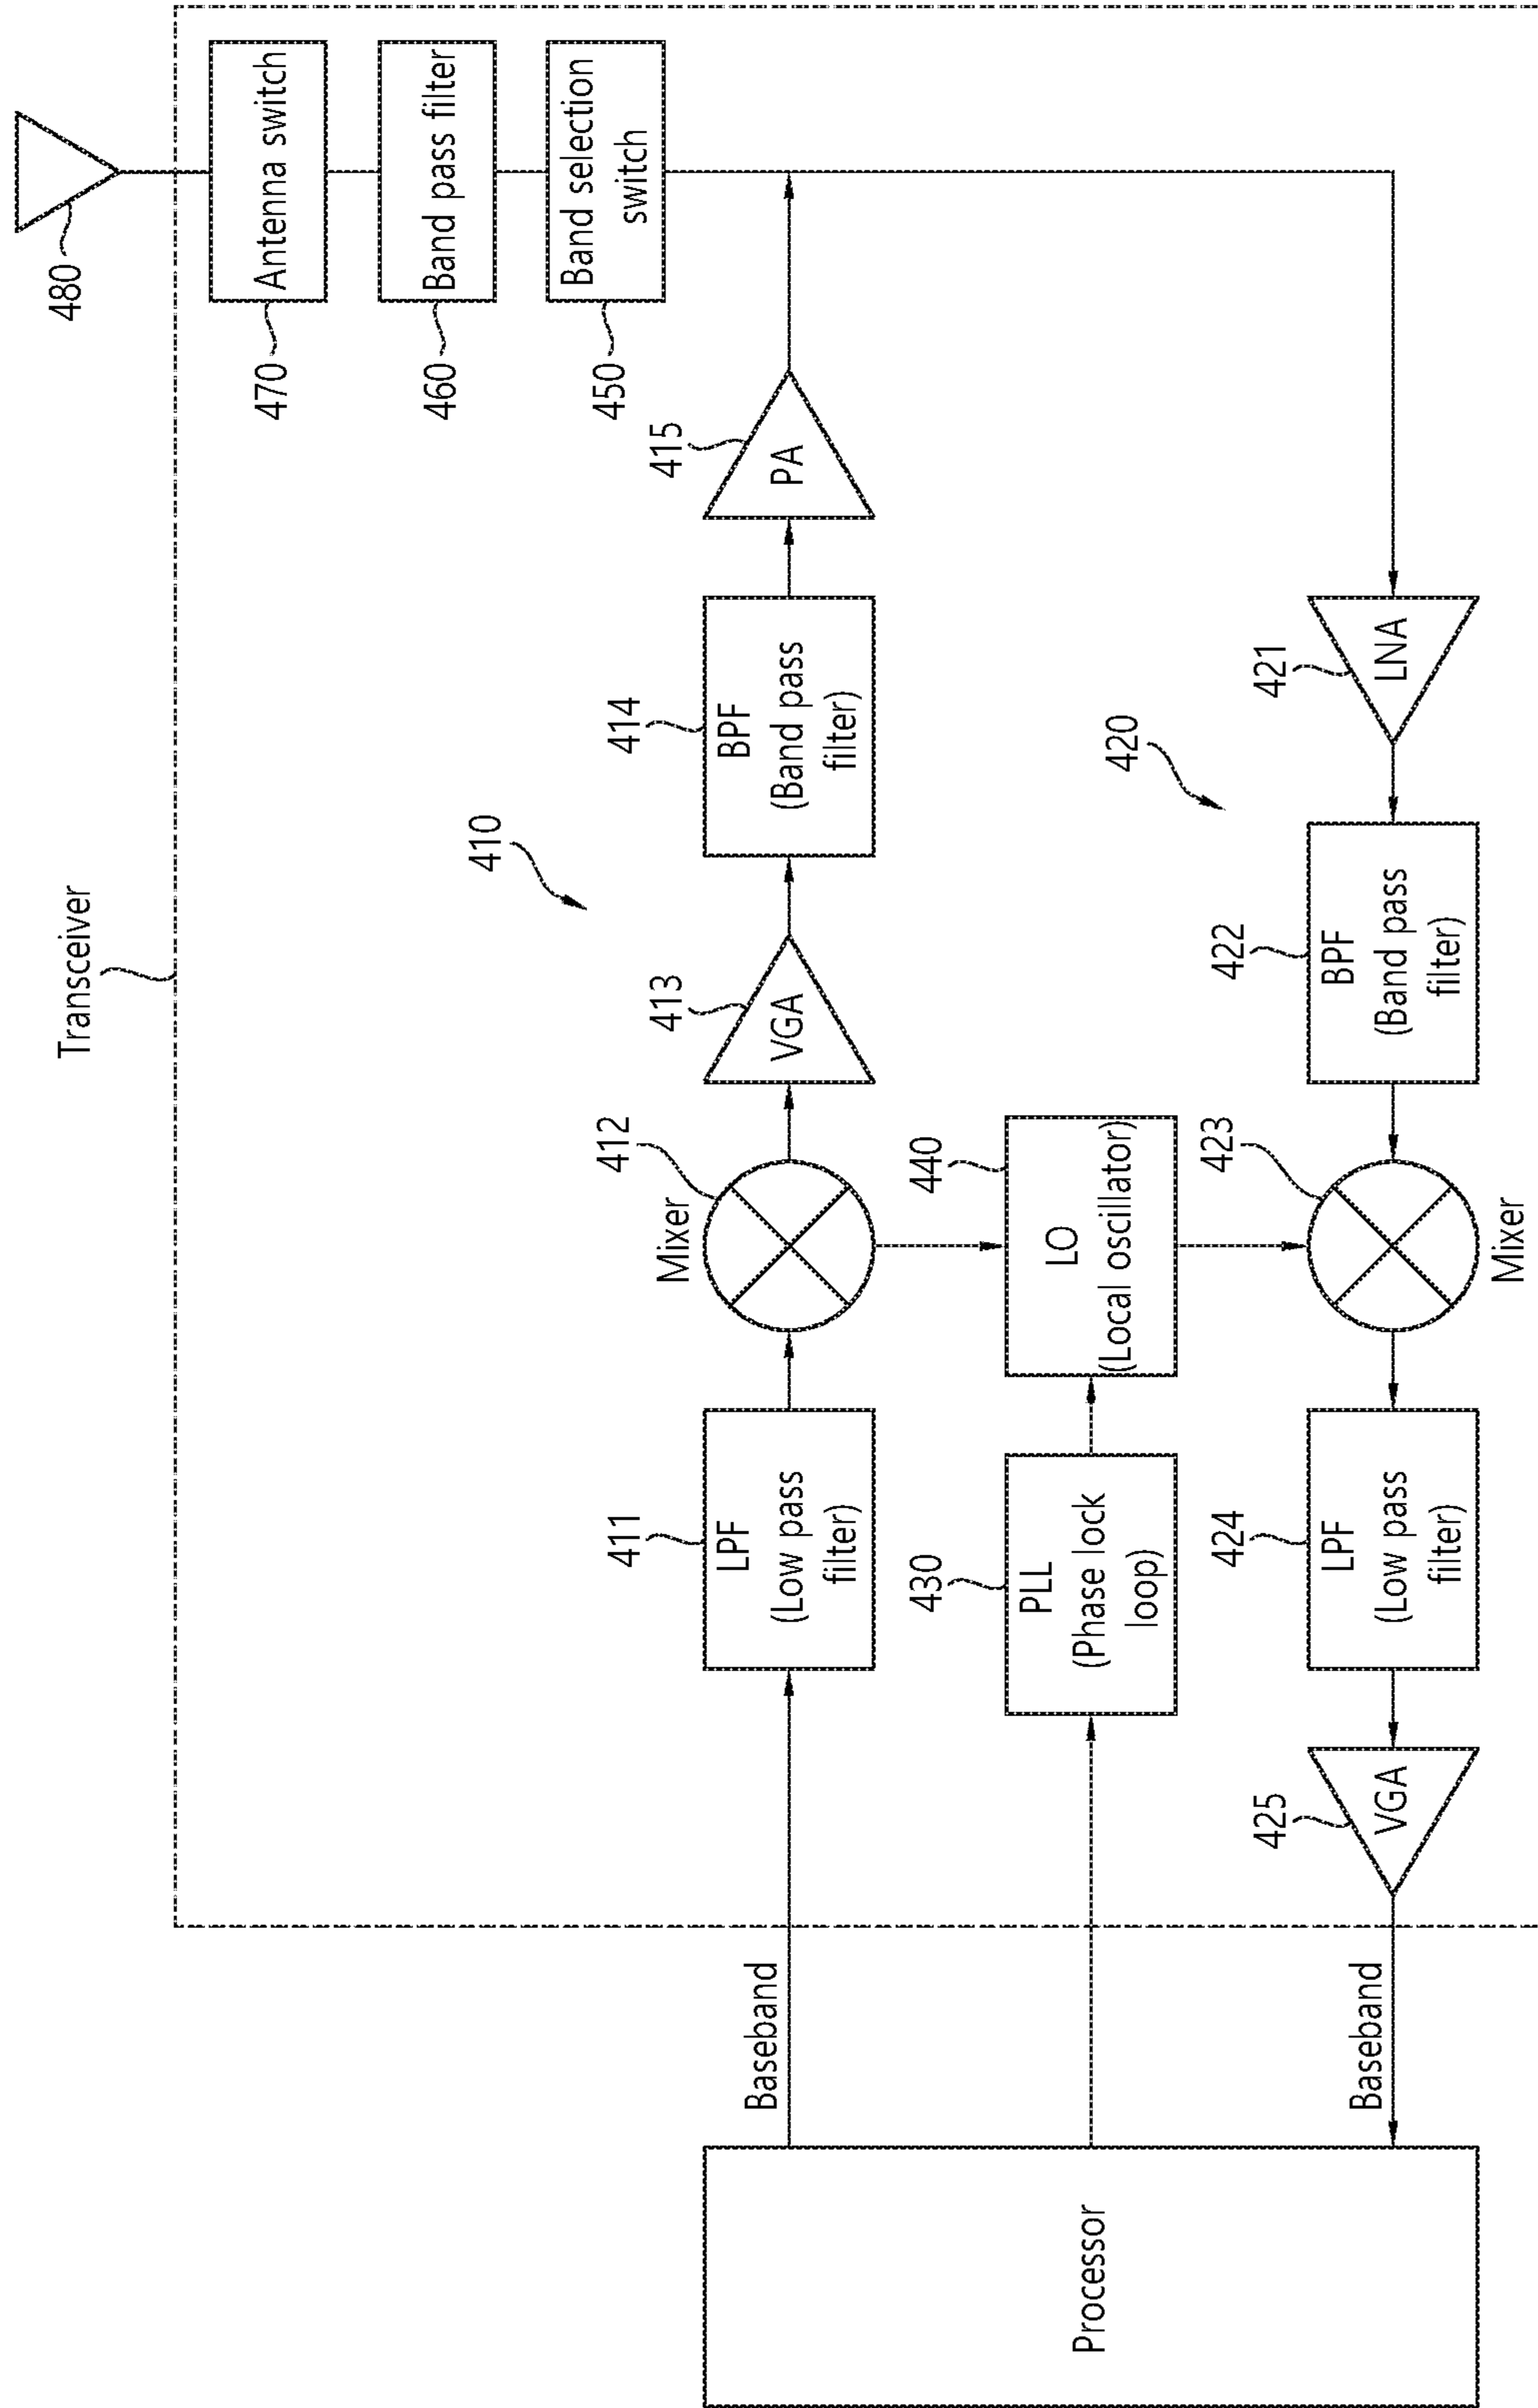 Transceiver
480
Antenna switch
470
Band pass filter
460
Band selection
switch
450
410
Mixer
412
VGA
413
BPF
(Band pass
filter)
414
PA
415
LPF
(Low pass
filter)
411
Baseband
Processor
PLL
(Phase lock
loop)
430
LO
(Local oscillator)
440
420
LNA
421
BPF
(Band pass
filter)
422
Mixer
423
LPF
(Low pass
filter)
424
VGA
425
Baseband